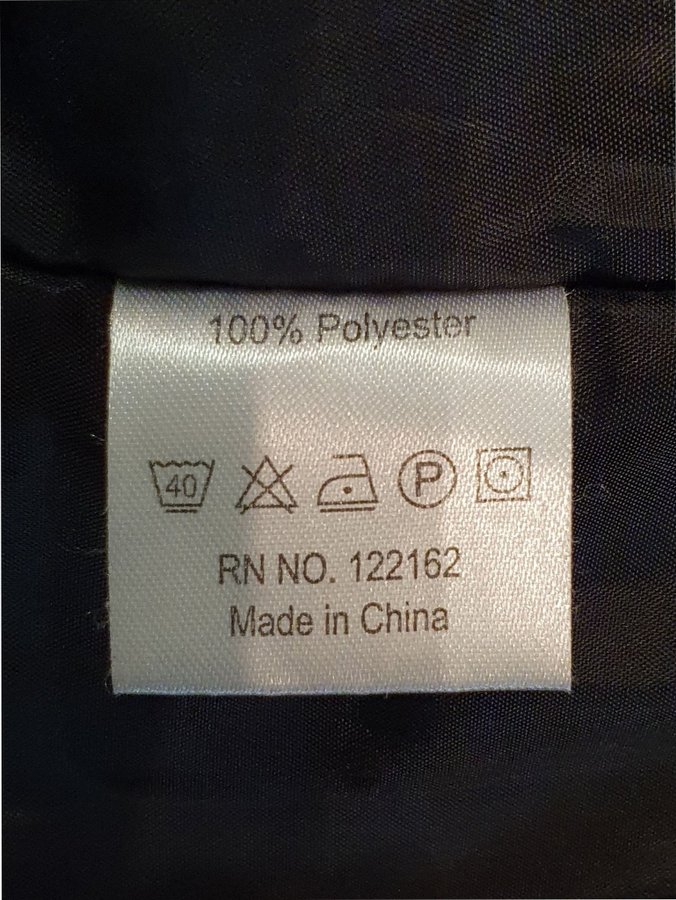 100% Polyester
40 P
RN NO. 122162
Made in China